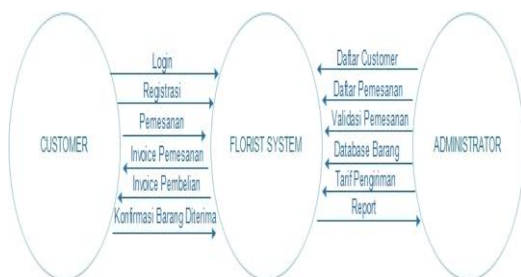 Login
Registrasi
Pemesanan
Invoice Pemesanan
Invoice Pembelian
Konfirmasi Barang Diterima
CUSTOMER
FLORIST SYSTEM
Daftar Customer
Daftar Pemesanan
Validasi Pemesanan
Database Barang
Tarif Pengiriman
Report
ADMINISTRATOR